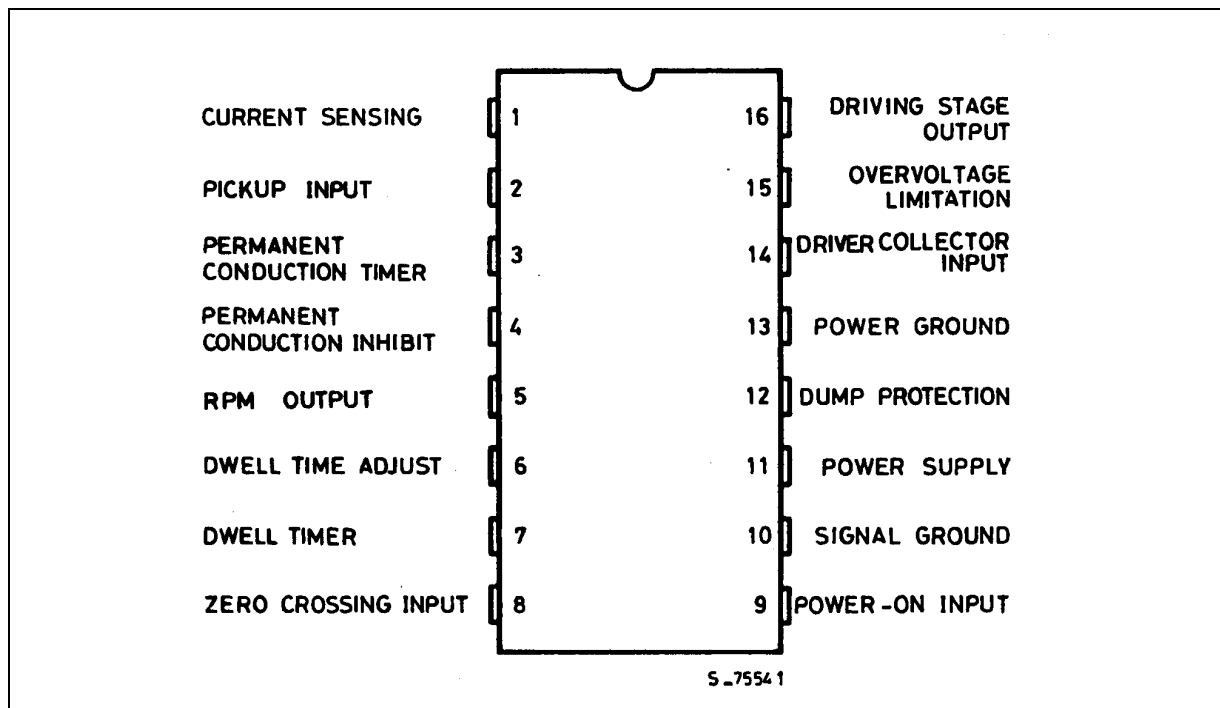 CURRENT SENSING
1
16
DRIVING STAGE
OUTPUT
PICKUP INPUT
2
15
OVERVOLTAGE
LIMITATION
PERMANENT
CONDUCTION TIMER
3
14
DRIVER COLLECTOR
INPUT
PERMANENT
CONDUCTION INHIBIT
4
13
POWER GROUND
RPM OUTPUT
5
12
DUMP PROTECTION
DWELL TIME ADJUST
6
11
POWER SUPPLY
DWELL TIMER
7
10
SIGNAL GROUND
ZERO CROSSING INPUT
8
9
POWER-ON INPUT
S_75541